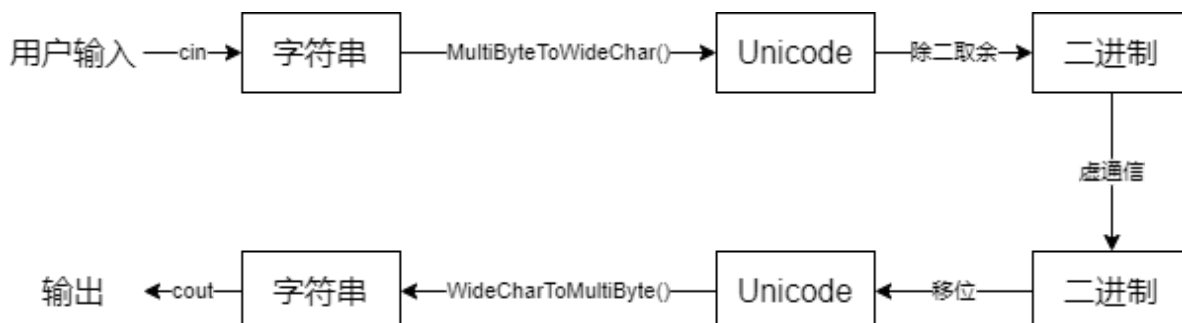 用户输入
cin
字符串
MultiByteToWideChar()
Unicode
除二取余
二进制
虚通信
输出
cout
字符串
WideCharToMultiByte()
Unicode
移位
二进制